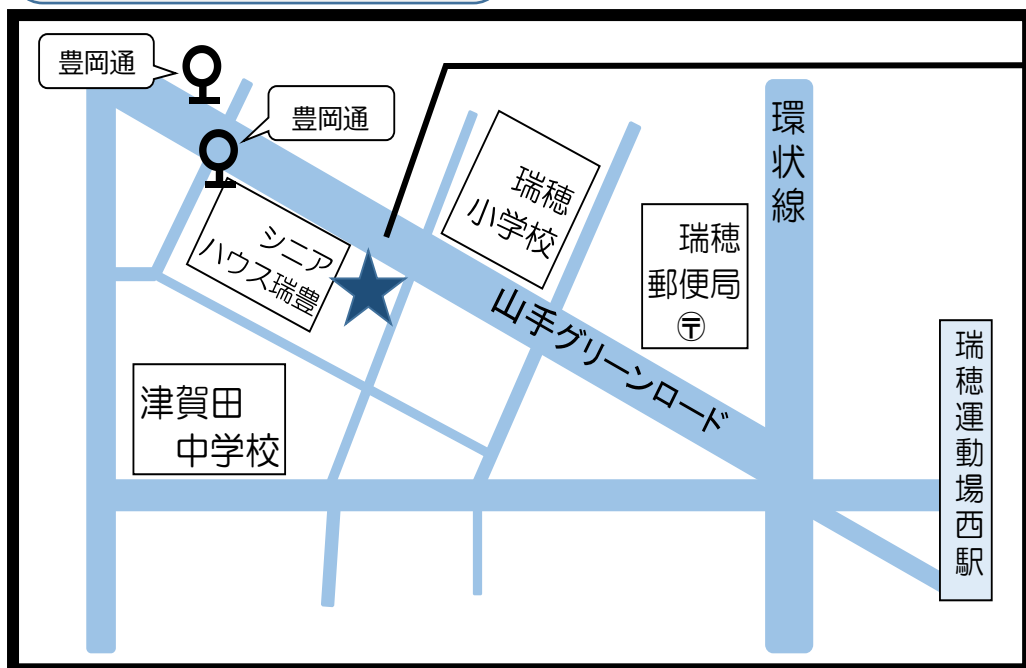 豊岡通
豊岡通
環状線
瑞穂
小学校
シニア
ハウス瑞豊
瑞穂
郵便局
〶
山手グリーンロード
瑞穂運動場西駅
津賀田
中学校